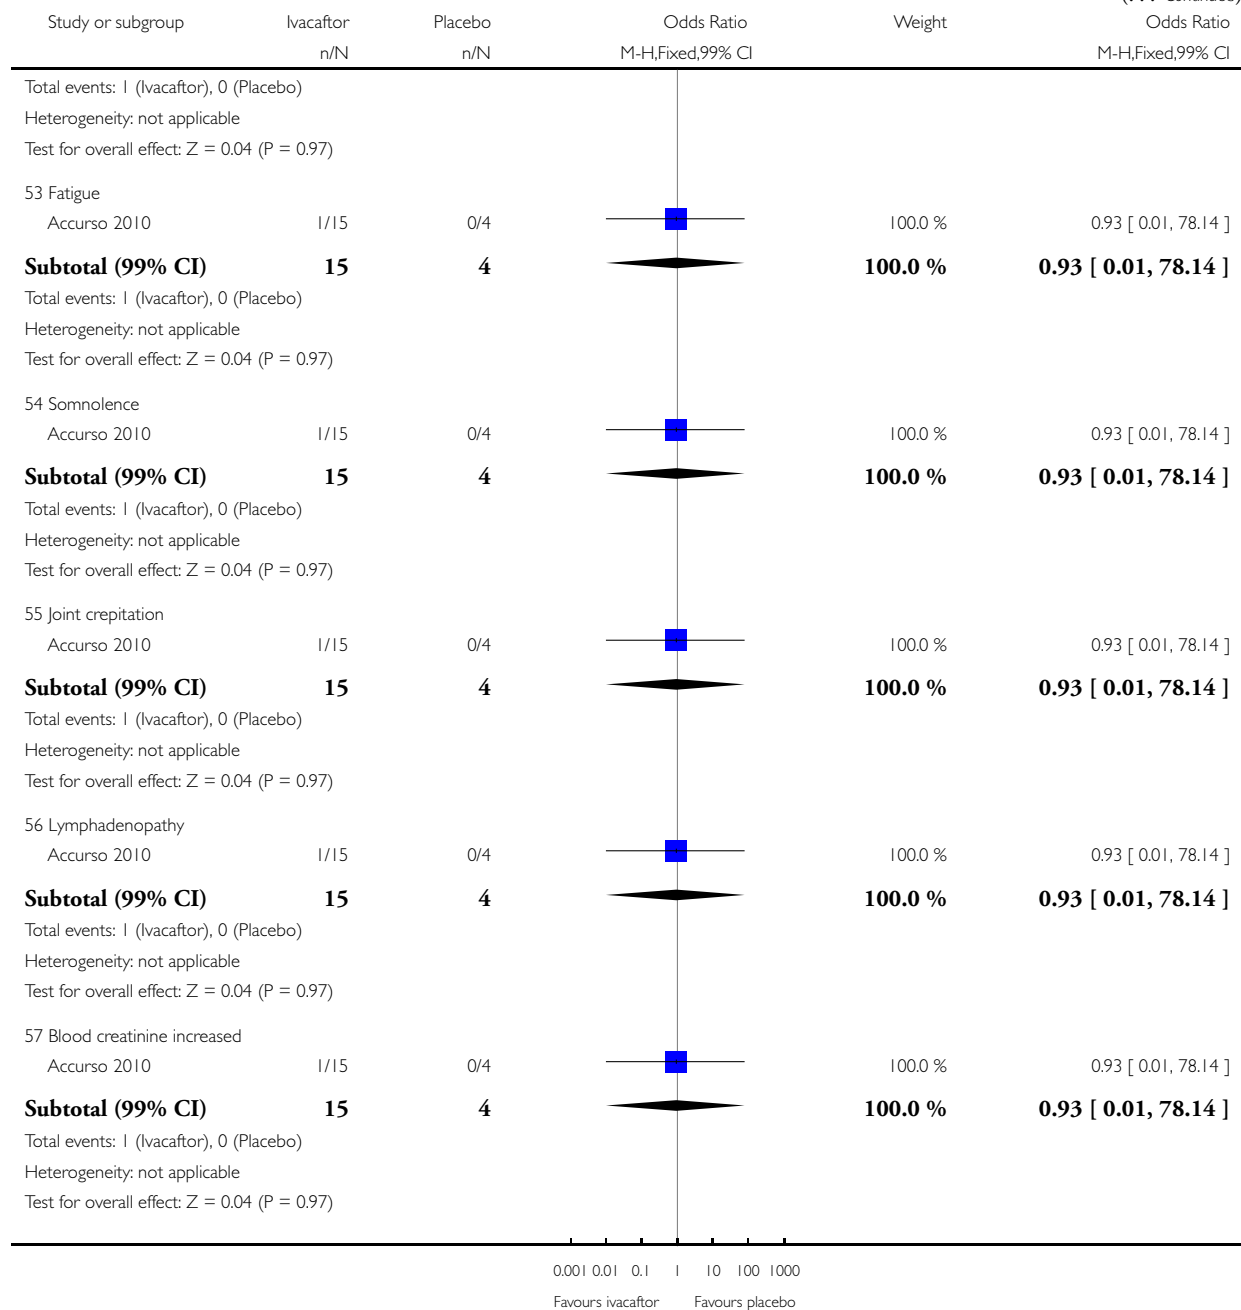 Continued)
Study or subgroup Ivacaftor Placebo Odds Ratio Weight Odds Ratio
n/N n/N M-H,Fixed,99% CI M-H,Fixed,99% CI
Total events: 1 (Ivacaftor), 0 (Placebo)
Heterogeneity: not applicable
Test for overall effect: Z = 0.04 (P = 0.97)
53 Fatigue
Accurso 2010 1/15 0/4 100.0 % 0.93 [ 0.01, 78.14 ]
Subtotal (99% CI) 15 4 100.0 % 0.93 [ 0.01, 78.14 ]
Total events: 1 (Ivacaftor), 0 (Placebo)
Heterogeneity: not applicable
Test for overall effect: Z = 0.04 (P = 0.97)
54 Somnolence
Accurso 2010 1/15 0/4 100.0 % 0.93 [ 0.01, 78.14 ]
Subtotal (99% CI) 15 4 100.0 % 0.93 [ 0.01, 78.14 ]
Total events: 1 (Ivacaftor), 0 (Placebo)
Heterogeneity: not applicable
Test for overall effect: Z = 0.04 (P = 0.97)
55 Joint crepitation
Accurso 2010 1/15 0/4 100.0 % 0.93 [ 0.01, 78.14 ]
Subtotal (99% CI) 15 4 100.0 % 0.93 [ 0.01, 78.14 ]
Total events: 1 (Ivacaftor), 0 (Placebo)
Heterogeneity: not applicable
Test for overall effect: Z = 0.04 (P = 0.97)
56 Lymphadenopathy
Accurso 2010 1/15 0/4 100.0 % 0.93 [ 0.01, 78.14 ]
Subtotal (99% CI) 15 4 100.0 % 0.93 [ 0.01, 78.14 ]
Total events: 1 (Ivacaftor), 0 (Placebo)
Heterogeneity: not applicable
Test for overall effect: Z = 0.04 (P = 0.97)
57 Blood creatinine increased
Accurso 2010 1/15 0/4 100.0 % 0.93 [ 0.01, 78.14 ]
Subtotal (99% CI) 15 4 100.0 % 0.93 [ 0.01, 78.14 ]
Total events: 1 (Ivacaftor), 0 (Placebo)
Heterogeneity: not applicable
Test for overall effect: Z = 0.04 (P = 0.97)
0.001 0.01 0.1 1 10 100 1000
Favours ivacaftor Favours placebo